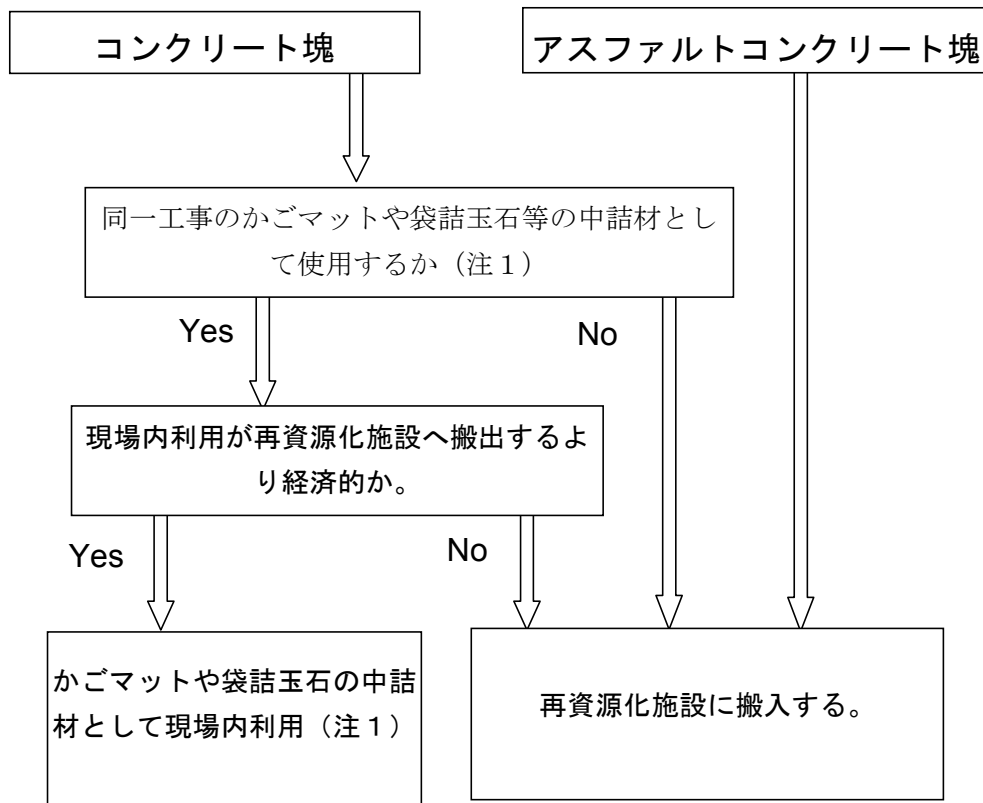 コンクリート塊
アスファルトコンクリート塊
同一工事のかごマットや袋詰玉石等の中詰材とし
て使用するか（注１）
Yes
No
現場内利用が再資源化施設へ搬出するよ
り経済的か。
Yes
No
かごマットや袋詰玉石の中詰
材として現場内利用（注１）
再資源化施設に搬入する。